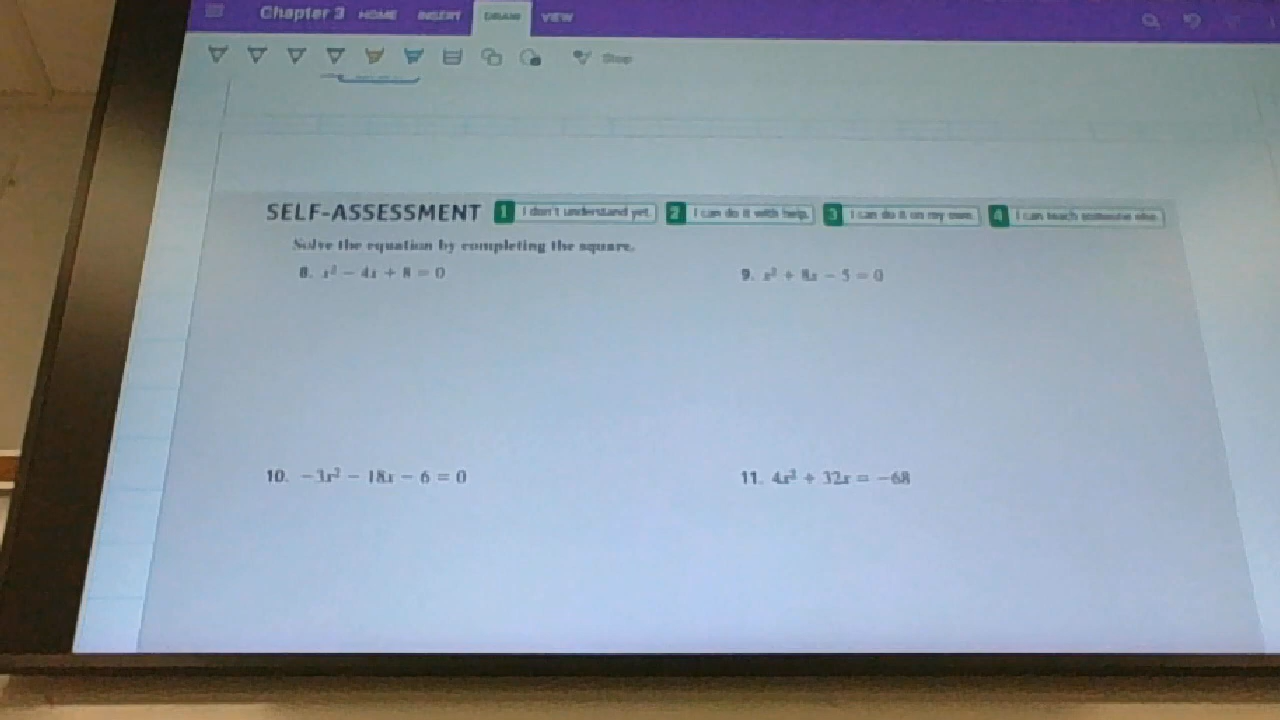 Chapter 3 HOME INSERT DRAW VIEW
Stop
SELF-ASSESSMENT 1 I don't understand yet. 2 I can do it with help. 3 I can do it on my own. 4 I can teach someone else.
Solve the equation by completing the square.
8. x² − 4x + 8 = 0 9. x² + 8x − 5 = 0
10. −3x² − 18x − 6 = 0 11. 4x² + 32x = −68